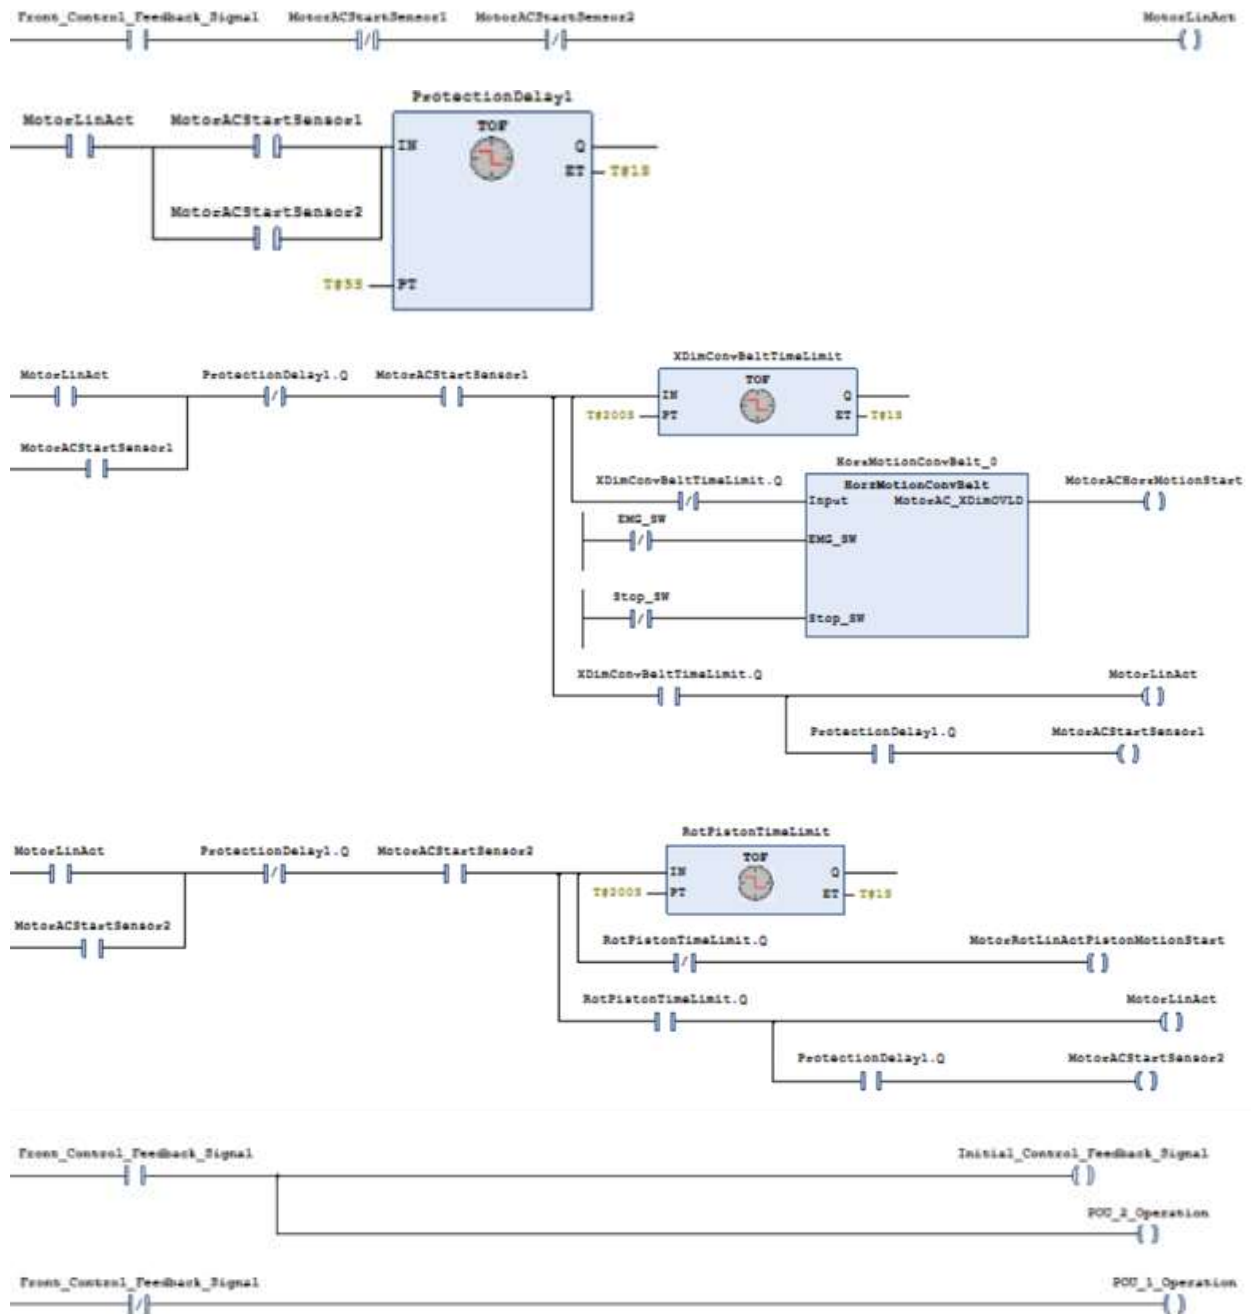 Front_Control_Feedback_Signal MotorACStartSensor1 MotorACStartSensor2 MotorLinAct
ProtectionDelay1
MotorLinAct MotorACStartSensor1 TOF
IN Q
ET T#1S
MotorACStartSensor2
T#5S PT
XDimConvBeltTimeLimit
MotorLinAct ProtectionDelay1.Q MotorACStartSensor1 TOF
IN Q
T#200S PT ET T#1S
MotorACStartSensor1
HorzMotionConvBelt_0
XDimConvBeltTimeLimit.Q HorzMotionConvBelt MotorACHorzMotionStart
Input MotorAC_XDimOVLD
EMG_SW
EMG_SW
Stop_SW
Stop_SW
XDimConvBeltTimeLimit.Q MotorLinAct
ProtectionDelay1.Q MotorACStartSensor1
RotPistonTimeLimit
MotorLinAct ProtectionDelay1.Q MotorACStartSensor2 TOF
IN Q
T#200S PT ET T#1S
MotorACStartSensor2
RotPistonTimeLimit.Q MotorRotLinActPistonMotionStart
RotPistonTimeLimit.Q MotorLinAct
ProtectionDelay1.Q MotorACStartSensor2
Front_Control_Feedback_Signal Initial_Control_Feedback_Signal
POU_2_Operation
Front_Control_Feedback_Signal POU_1_Operation